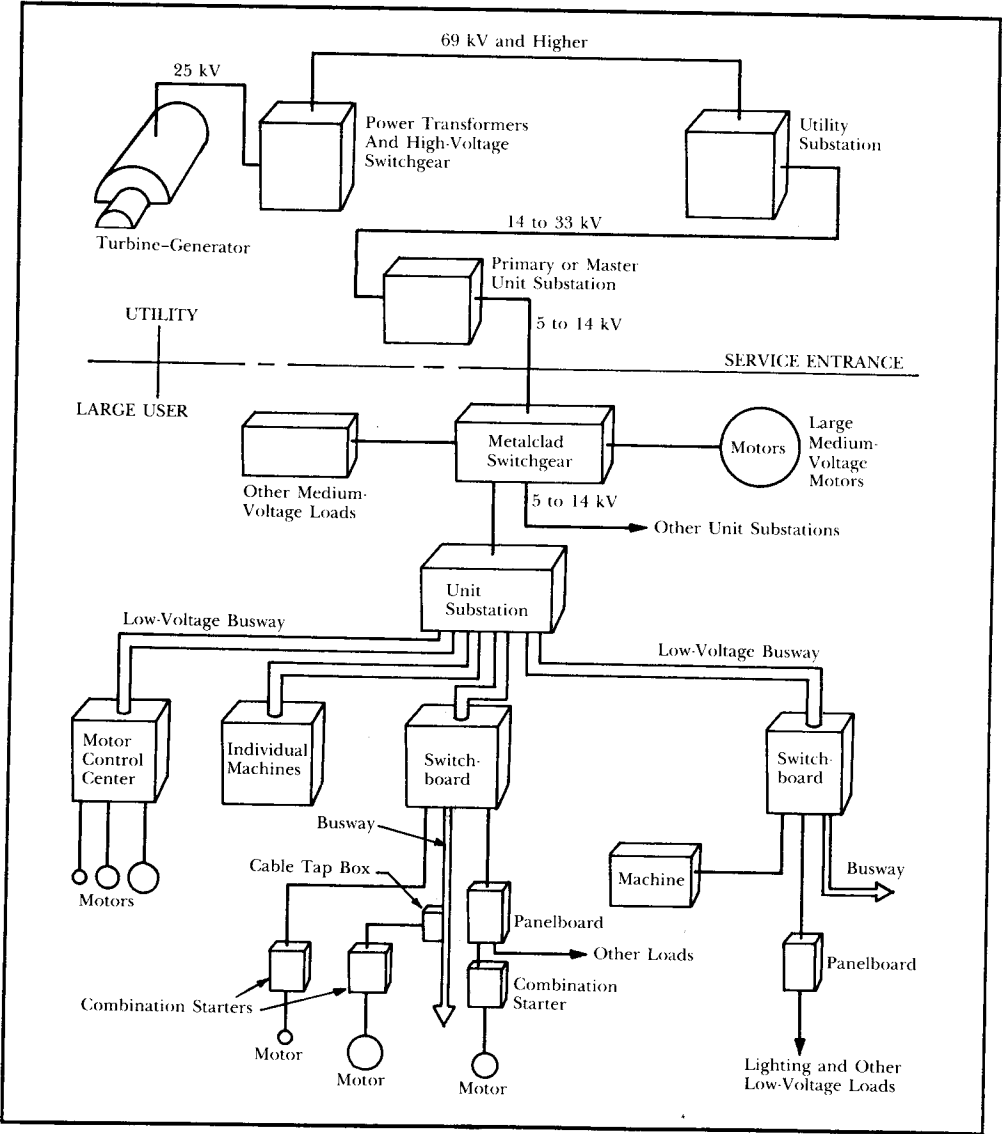 69 kV and Higher
25 kV
Power Transformers
And High-Voltage
Switchgear
Utility
Substation
Turbine-Generator
14 to 33 kV
Primary or Master
Unit Substation
UTILITY
5 to 14 kV
SERVICE ENTRANCE
LARGE USER
Metalclad
Switchgear
Motors
Large
Medium-
Voltage
Motors
Other Medium-
Voltage Loads
5 to 14 kV
Other Unit Substations
Unit
Substation
Low-Voltage Busway
Low-Voltage Busway
Motor
Control
Center
Individual
Machines
Switch-
board
Switch-
board
Busway
Cable Tap Box
Machine
Busway
Motors
Panelboard
Other Loads
Panelboard
Combination
Starter
Combination Starters
Motor
Motor
Motor
Lighting and Other
Low-Voltage Loads